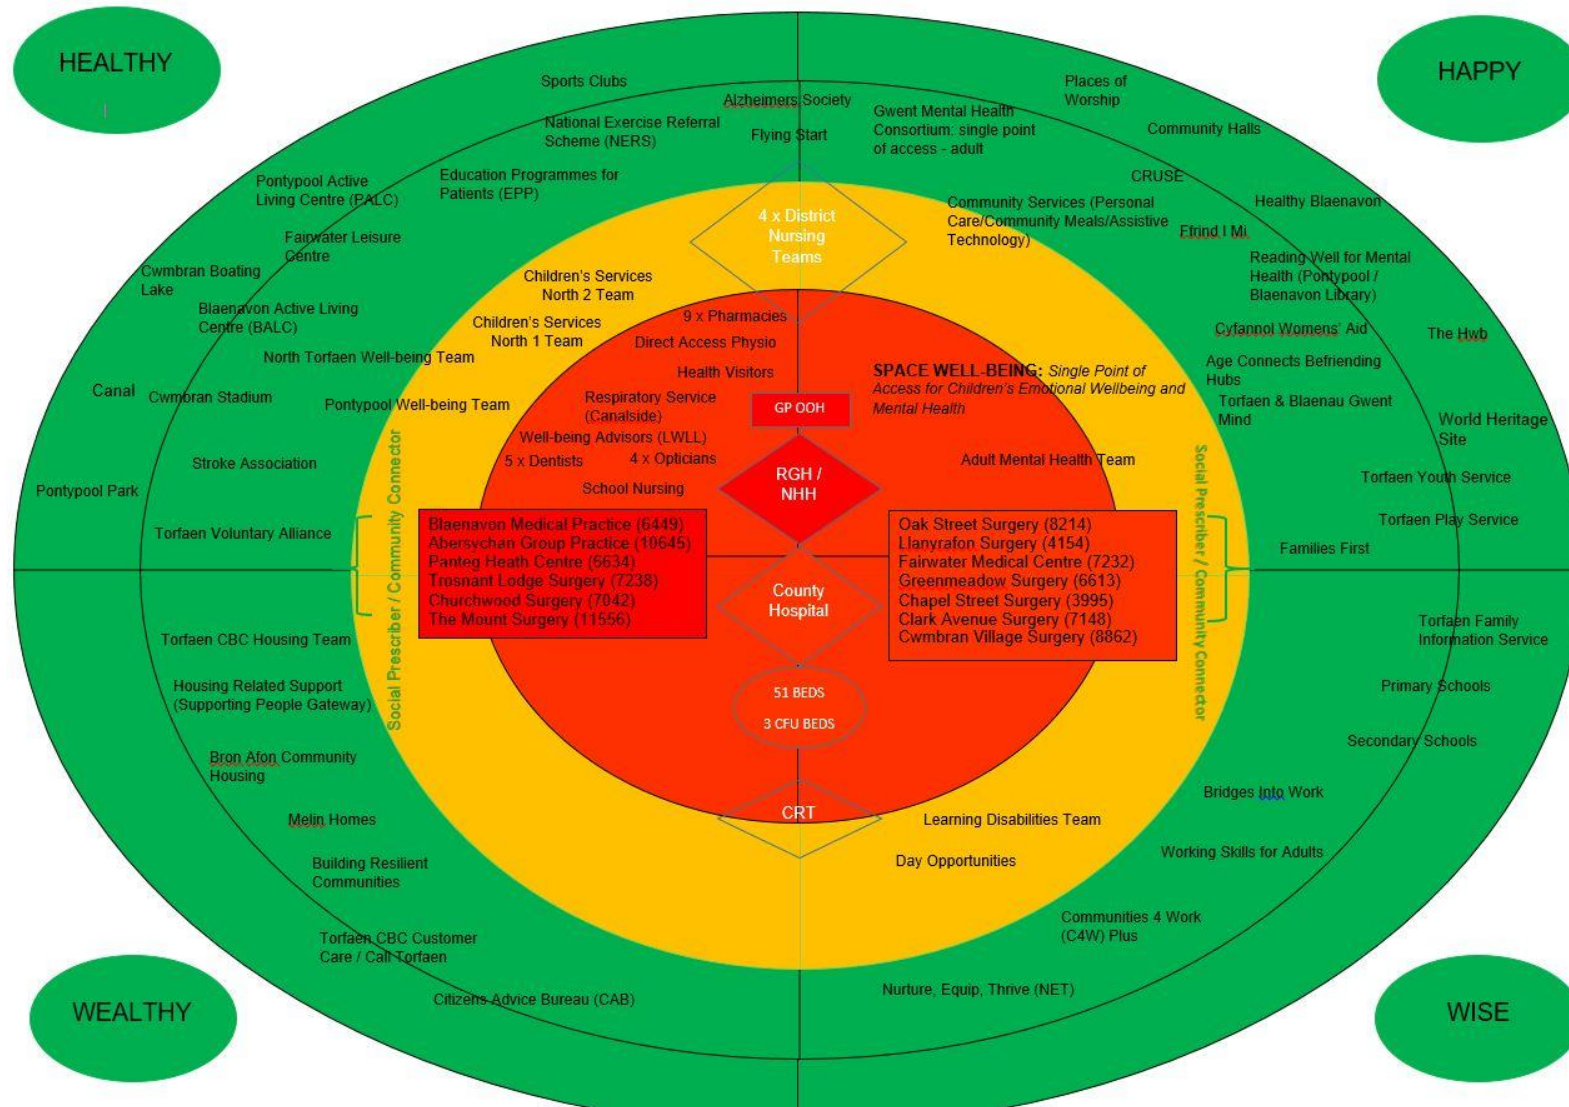 HEALTHY
HAPPY
Sports Clubs
Places of
Worship
Alzheimers Society
National Exercise Referral
Scheme (NERS)
Flying Start
Gwent Mental Health
Consortium: single point
of access - adult
Community Halls
Education Programmes for
Patients (EPP)
Pontypool Active
Living Centre (PALC)
CRUSE
Healthy Blaenavon
4 x District
Nursing
Teams
Community Services (Personal
Care/Community Meals/Assistive
Technology)
Ffrind I Mi
Fairwater Leisure
Centre
Cwmbran Boating
Lake
Reading Well for Mental
Health (Pontypool /
Blaenavon Library)
Children's Services
North 2 Team
Blaenavon Active Living
Centre (BALC)
Children's Services
North 1 Team
9 x Pharmacies
Direct Access Physio
Cyfannol Womens' Aid
The Hwb
North Torfaen Well-being Team
Health Visitors
SPACE WELL-BEING: Single Point of
Access for Children's Emotional Wellbeing and
Mental Health
Age Connects Befriending
Hubs
Canal
Cwmbran Stadium
Pontypool Well-being Team
Respiratory Service
(Canalside)
GP OOH
Torfaen & Blaenau Gwent
Mind
World Heritage
Site
Well-being Advisors (LWLL)
5 x Dentists
4 x Opticians
Adult Mental Health Team
Stroke Association
RGH /
NHH
Torfaen Youth Service
Pontypool Park
School Nursing
Social Prescriber / Community Connector
Social Prescriber / Community Connector
Torfaen Voluntary Alliance
Torfaen Play Service
Families First
Blaenavon Medical Practice (6449)
Abersychan Group Practice (10645)
Panteg Heath Centre (6634)
Trosnant Lodge Surgery (7238)
Churchwood Surgery (7042)
The Mount Surgery (11556)
Oak Street Surgery (8214)
Llanyrafon Surgery (4154)
Fairwater Medical Centre (7232)
Greenmeadow Surgery (6613)
Chapel Street Surgery (3995)
Clark Avenue Surgery (7148)
Cwmbran Village Surgery (8862)
County
Hospital
Torfaen CBC Housing Team
Torfaen Family
Information Service
Housing Related Support
(Supporting People Gateway)
51 BEDS
3 CFU BEDS
Primary Schools
Secondary Schools
Bron Afon Community
Housing
Bridges Into Work
Melin Homes
CRT
Learning Disabilities Team
Building Resilient
Communities
Day Opportunities
Working Skills for Adults
Torfaen CBC Customer
Care / Call Torfaen
Communities 4 Work
(C4W) Plus
Citizens Advice Bureau (CAB)
Nurture, Equip, Thrive (NET)
WEALTHY
WISE